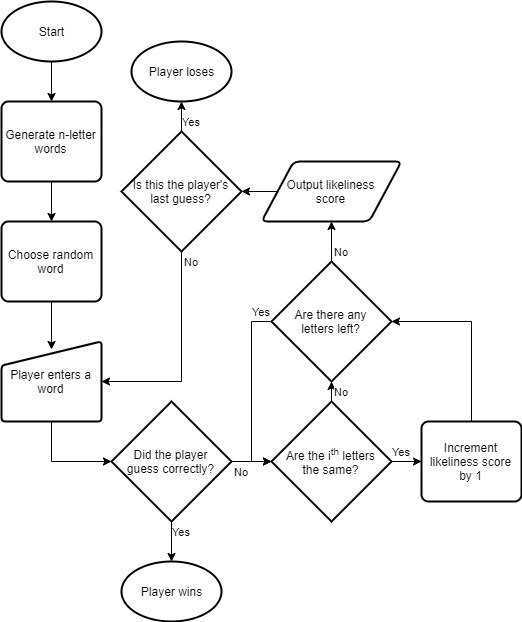 Start
Player loses
Generate n-letter
words
Yes
Is this the player's
last guess?
Output likeliness
score
Choose random
word
No
No
Yes
Are there any
letters left?
Player enters a
word
No
Did the player
guess correctly?
No
Are the iᵗʰ letters
the same?
Yes
Increment
likeliness score
by 1
Yes
Player wins